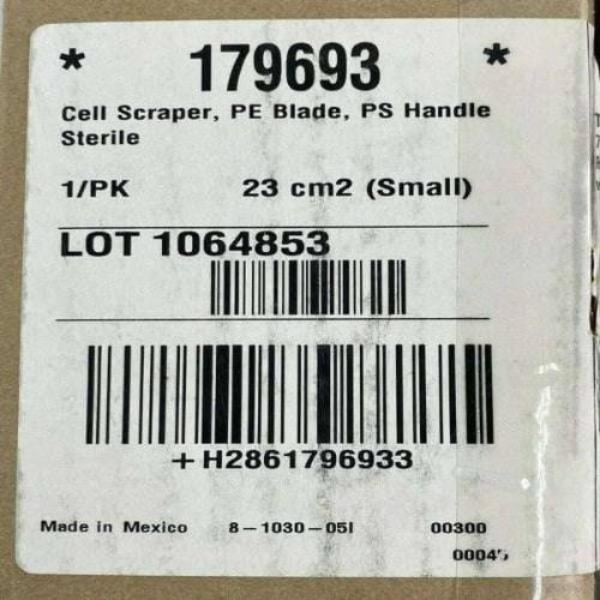 * 179693 *
Cell Scraper, PE Blade, PS Handle
Sterile
1/PK 23 cm2 (Small)
LOT 1064853
+H2861796933
Made in Mexico 8-1030-05I 00300